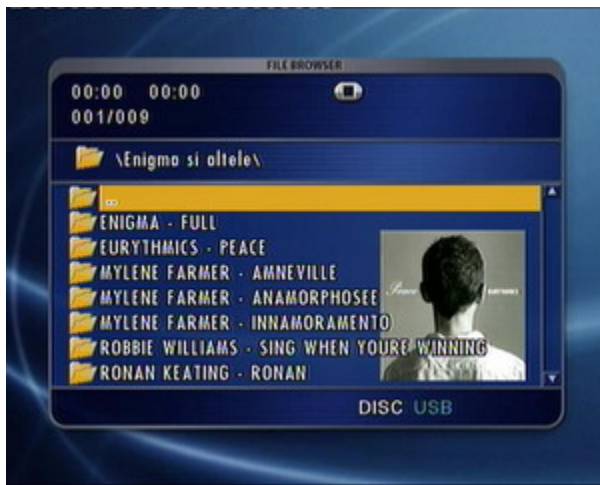 FILE BROWSER
00:00 00:00
001/009
\Enigma si altele\
..
ENIGMA - FULL
EURYTHMICS - PEACE
MYLENE FARMER - AMNEVILLE
MYLENE FARMER - ANAMORPHOSEE
MYLENE FARMER - INNAMORAMENTO
ROBBIE WILLIAMS - SING WHEN YOURE WINNING
RONAN KEATING - RONAN
Peace
DISC USB